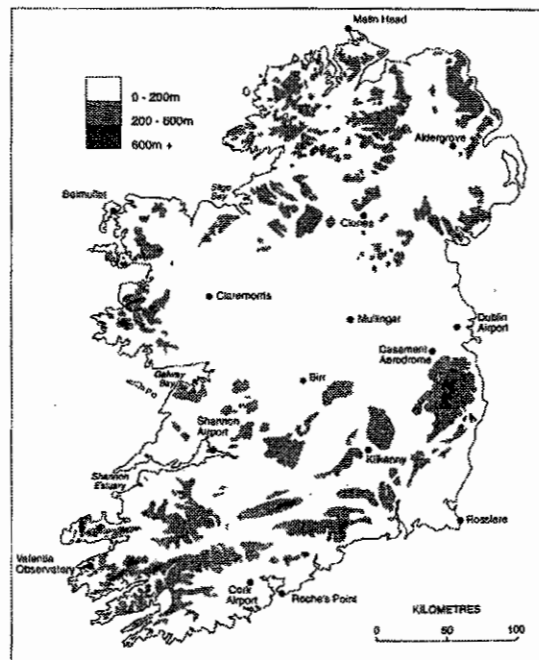 Malin Head
0 - 200m
200 - 600m
600m +
Aldergrove
Belmullet
Sligo
Bay
Clones
Claremorris
Mullingar
Dublin
Airport
Casement
Aerodrome
Galway
Bay
Birr
Shannon
Airport
Kilkenny
Shannon
Estuary
Rosslare
Valentia
Observatory
Cork
Airport
Roche's Point
KILOMETRES
0 50 100